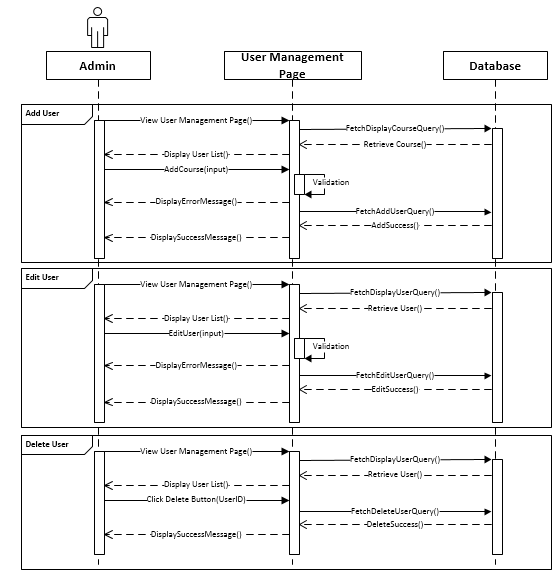 Admin
User Management
Page
Database
Add User
View User Management Page()
FetchDisplayCourseQuery()
Retrieve Course()
Display User List()
AddCourse(input)
Validation
DisplayErrorMessage()
FetchAddUserQuery()
AddSuccess()
DisplaySuccessMessage()
Edit User
View User Management Page()
FetchDisplayUserQuery()
Retrieve User()
Display User List()
EditUser(input)
Validation
DisplayErrorMessage()
FetchEditUserQuery()
EditSuccess()
DisplaySuccessMessage()
Delete User
View User Management Page()
FetchDisplayUserQuery()
Retrieve User()
Display User List()
Click Delete Button(UserID)
FetchDeleteUserQuery()
DeleteSuccess()
DisplaySuccessMessage()